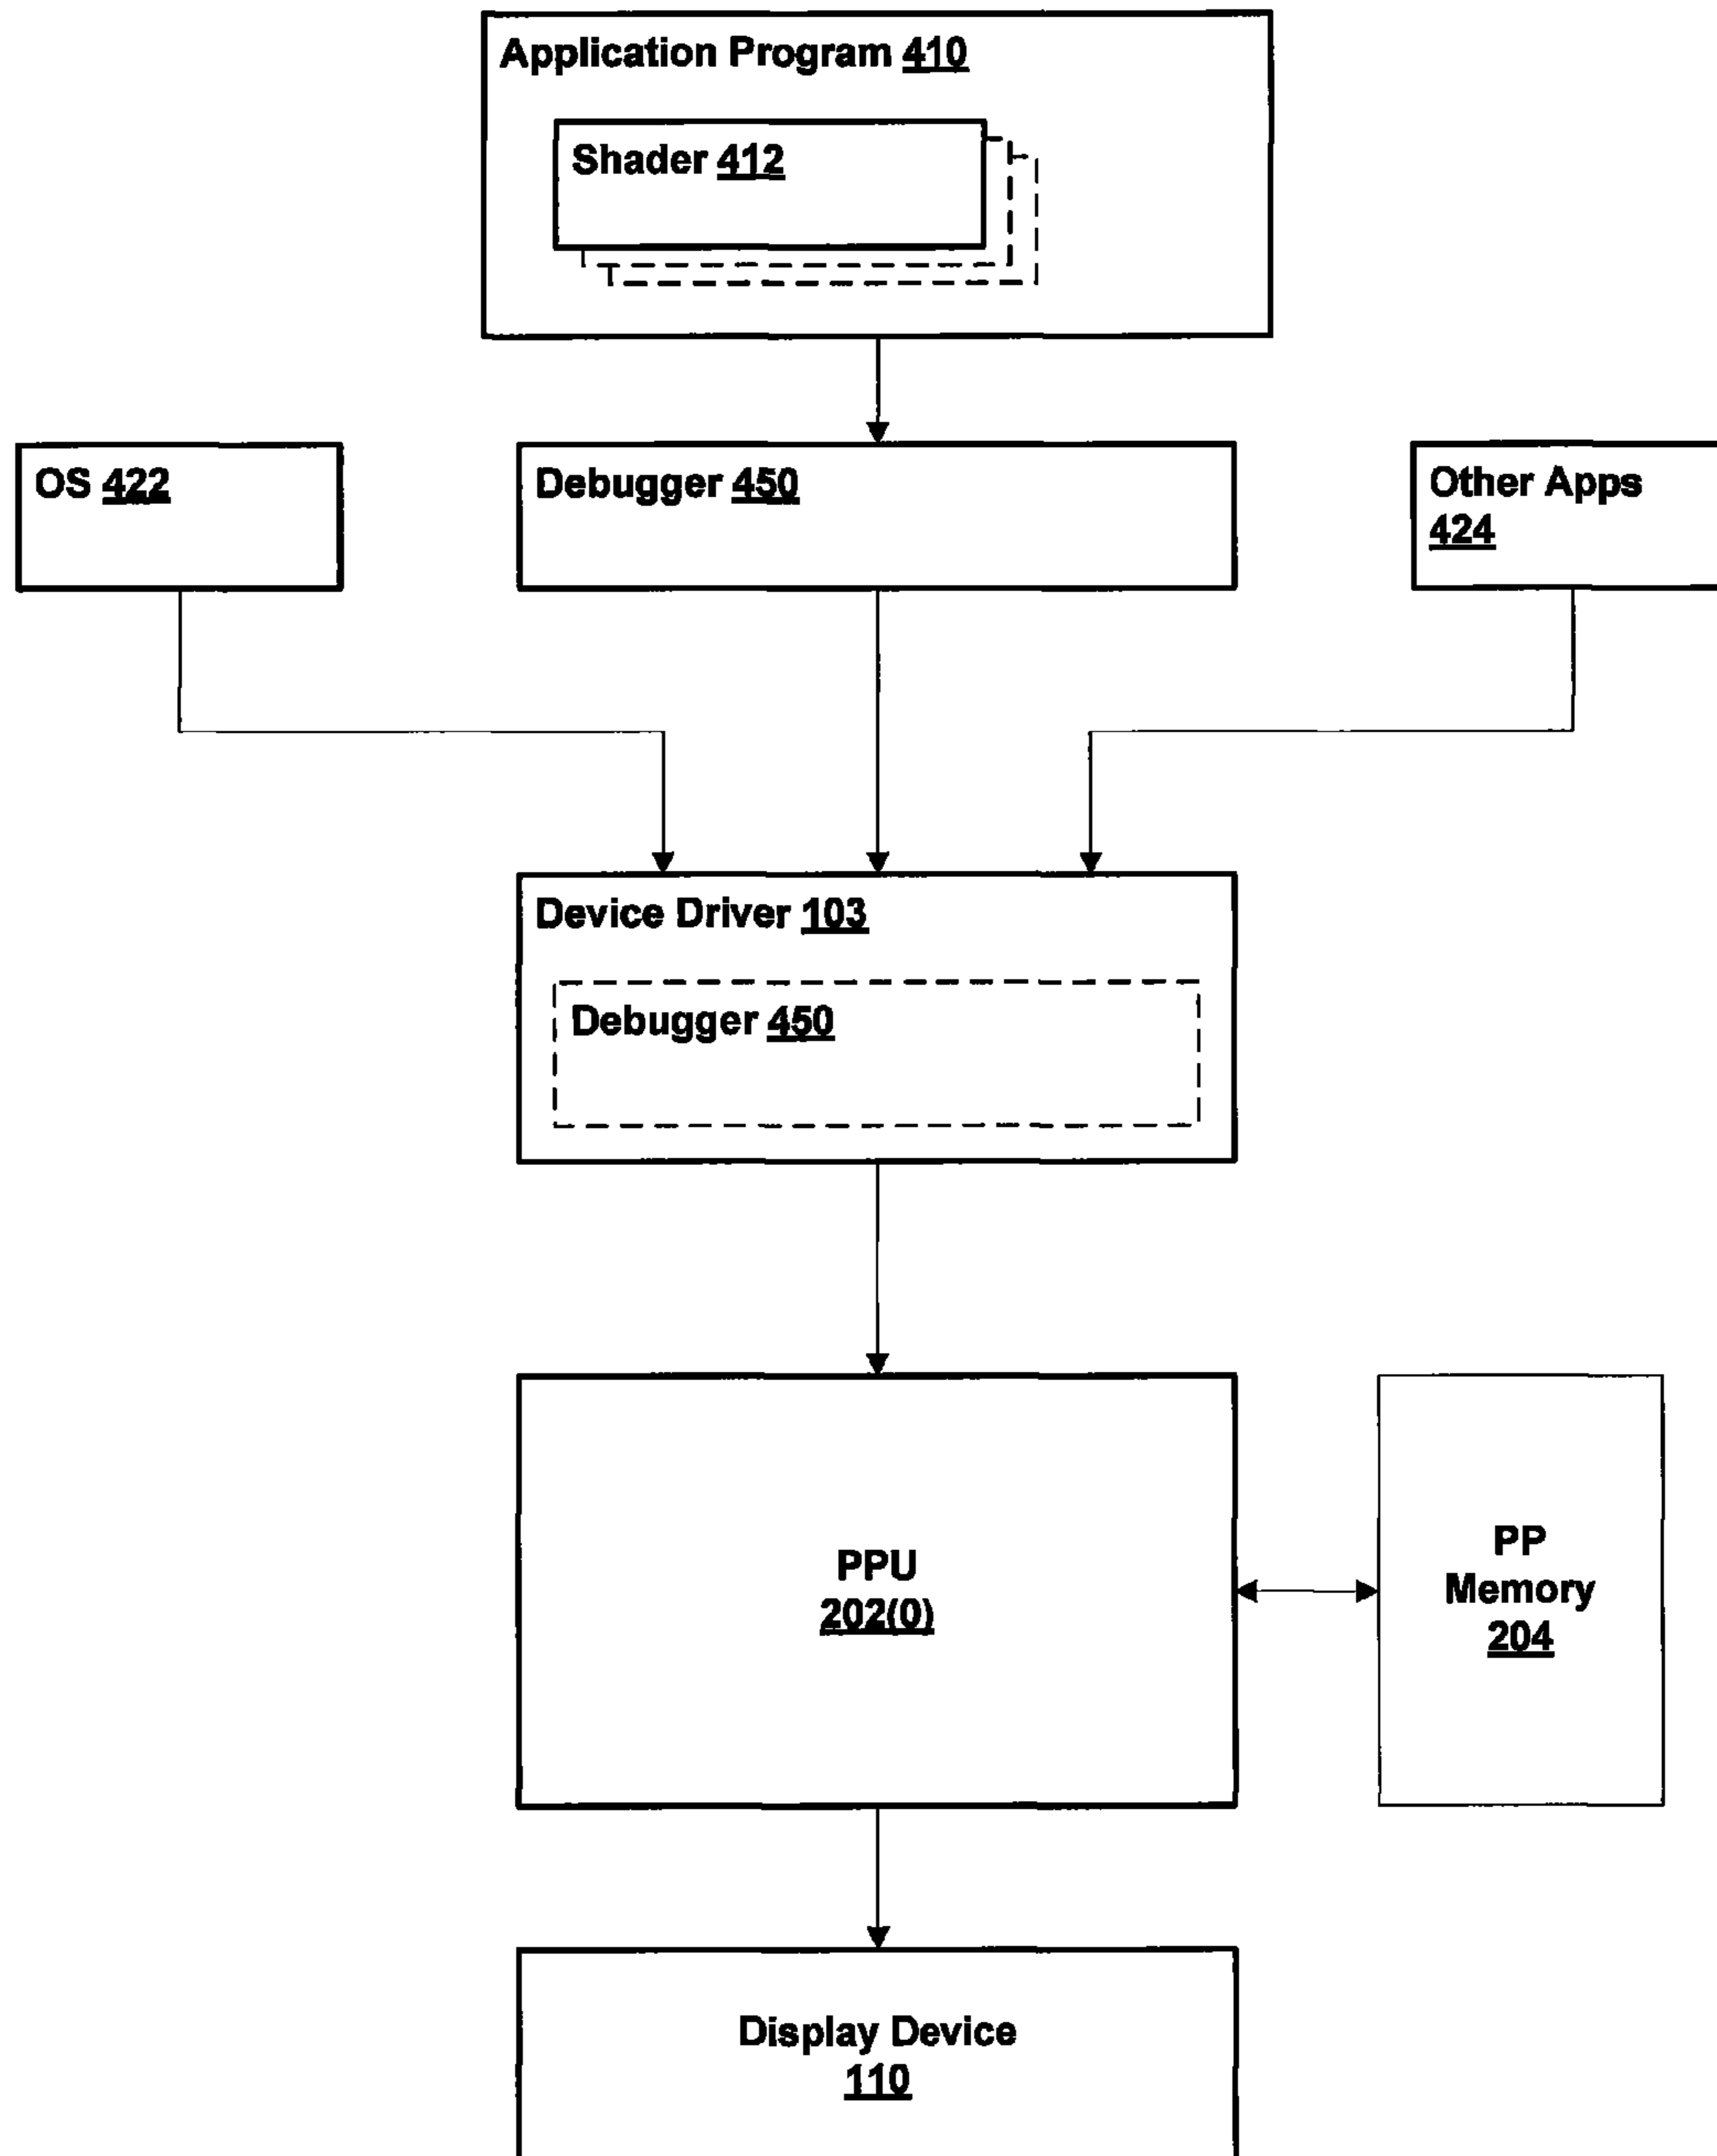 Application Program 410
Shader 412
OS 422
Debugger 450
Other Apps
424
Device Driver 103
Debugger 450
PPU
202(0)
PP
Memory
204
Display Device
110